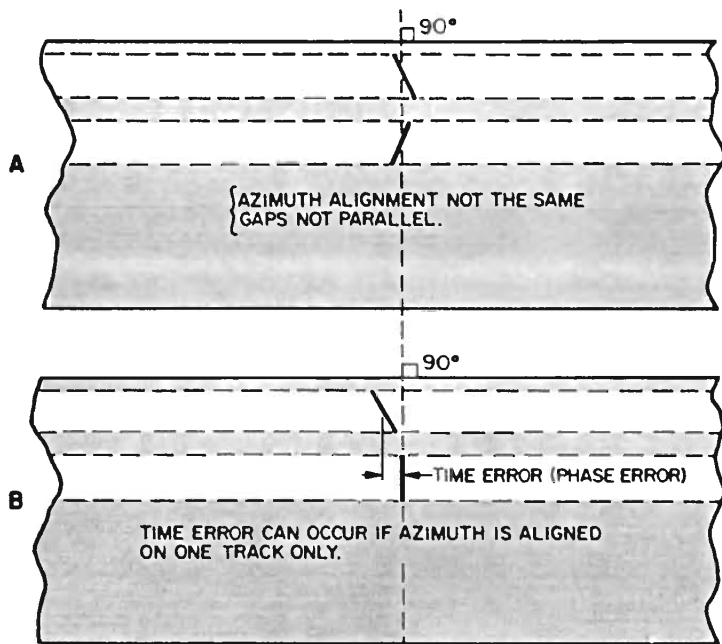 90°
A
AZIMUTH ALIGNMENT NOT THE SAME
GAPS NOT PARALLEL.
90°
TIME ERROR (PHASE ERROR)
B
TIME ERROR CAN OCCUR IF AZIMUTH IS ALIGNED
ON ONE TRACK ONLY.